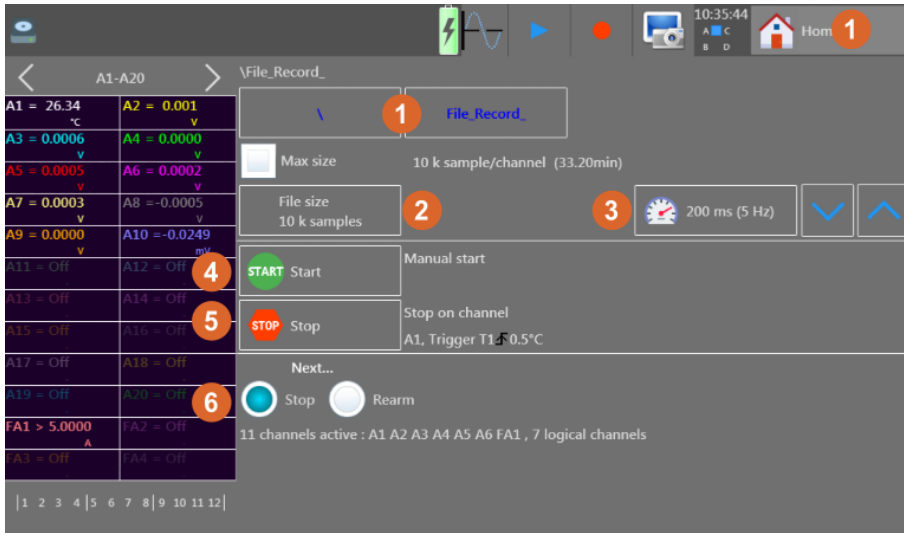 10:35:44
A C
B D
Hom
1
A1-A20
\File_Record_
A1 = 26.34
°C
A2 = 0.001
V
A3 = 0.0006
V
A4 = 0.0000
V
A5 = 0.0005
V
A6 = 0.0002
V
A7 = 0.0003
V
A8 =-0.0005
V
A9 = 0.0000
V
A10 =-0.0249
mV
A11 = Off
A12 = Off
A13 = Off
A14 = Off
A15 = Off
A16 = Off
A17 = Off
A18 = Off
A19 = Off
A20 = Off
FA1 > 5.0000
A
FA2 = Off
FA3 = Off
FA4 = Off
1 2 3 4|5 6 7 8|9 10 11 12|
\
1
File_Record_
Max size
10 k sample/channel (33.20min)
File size
10 k samples
2
3
200 ms (5 Hz)
4
START Start
Manual start
5
STOP Stop
Stop on channel
A1, Trigger T1 0.5°C
Next...
6
Stop
Rearm
11 channels active : A1 A2 A3 A4 A5 A6 FA1 , 7 logical channels